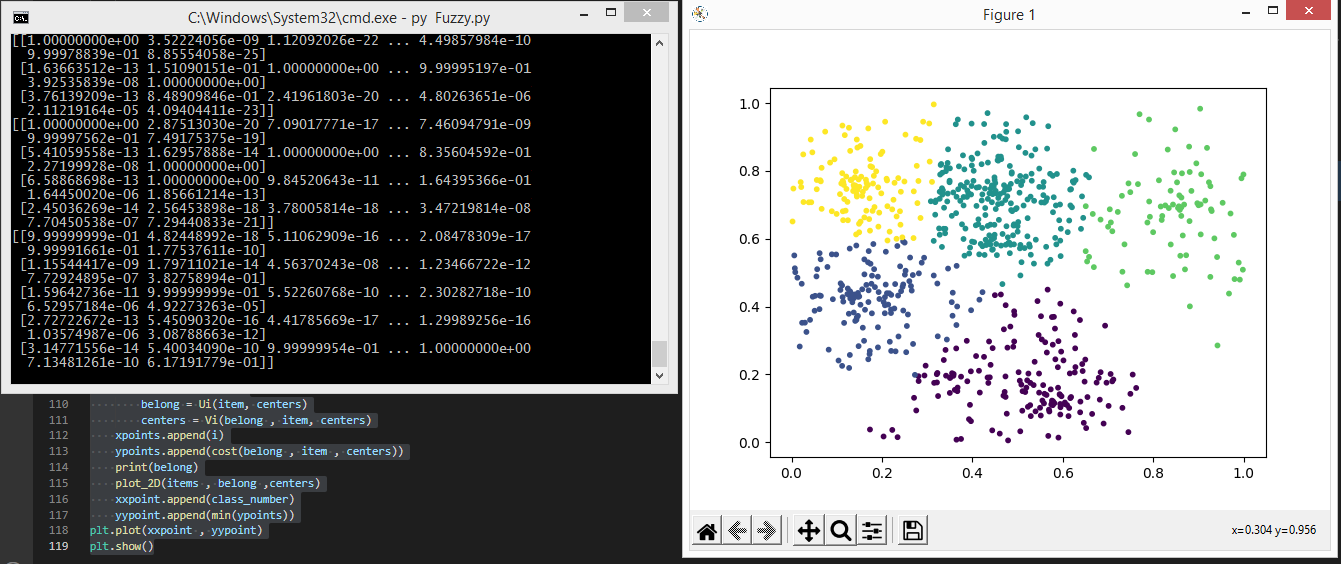 C:\Windows\System32\cmd.exe - py  Fuzzy.py
[[1.00000000e+00 3.52224056e-09 1.12092026e-22 ... 4.49857984e-10
9.99978839e-01 8.85554058e-25]
[1.63663512e-13 1.51090151e-01 1.00000000e+00 ... 9.99995197e-01
3.92535839e-08 1.00000000e+00]
[3.76139209e-13 8.48909846e-01 2.41961803e-20 ... 4.80263651e-06
2.11219164e-05 4.09404411e-23]]
[[1.00000000e+00 2.87513030e-20 7.09017771e-17 ... 7.46094791e-09
9.99997562e-01 7.49175375e-19]
[5.41059558e-13 1.62957888e-14 1.00000000e+00 ... 8.35604592e-01
2.27199928e-08 1.00000000e+00]
[6.58868698e-13 1.00000000e+00 9.84520643e-11 ... 1.64395366e-01
1.64450020e-06 1.85661214e-13]
[2.45036269e-14 2.56453898e-18 3.78005814e-18 ... 3.47219814e-08
7.70450538e-07 7.29440833e-21]]
[[9.99999999e-01 4.82448992e-18 5.11062909e-16 ... 2.08478309e-17
9.99991661e-01 1.77537611e-10]
[1.15544417e-09 1.79711021e-14 4.56370243e-08 ... 1.23466722e-12
7.72924895e-07 3.82758994e-01]
[1.59642736e-11 9.99999999e-01 5.52260768e-10 ... 2.30282718e-10
6.52957184e-06 4.92273263e-05]
[2.72722672e-13 5.45090320e-16 4.41785669e-17 ... 1.29989256e-16
1.03574987e-06 3.08788663e-12]
[3.14771556e-14 5.40034090e-10 9.99999954e-01 ... 1.00000000e+00
7.13481261e-10 6.17191779e-01]]
110 belong = Ui(item, centers)
111 centers = Vi(belong , item, centers)
112 xpoints.append(i)
113 ypoints.append(cost(belong , item , centers))
114 print(belong)
115 plot_2D(items , belong ,centers)
116 xxpoint.append(class_number)
117 yypoint.append(min(ypoints))
118 plt.plot(xxpoint , yypoint)
119 plt.show()
Figure 1
1.0
0.8
0.6
0.4
0.2
0.0
0.0 0.2 0.4 0.6 0.8 1.0
x=0.304 y=0.956